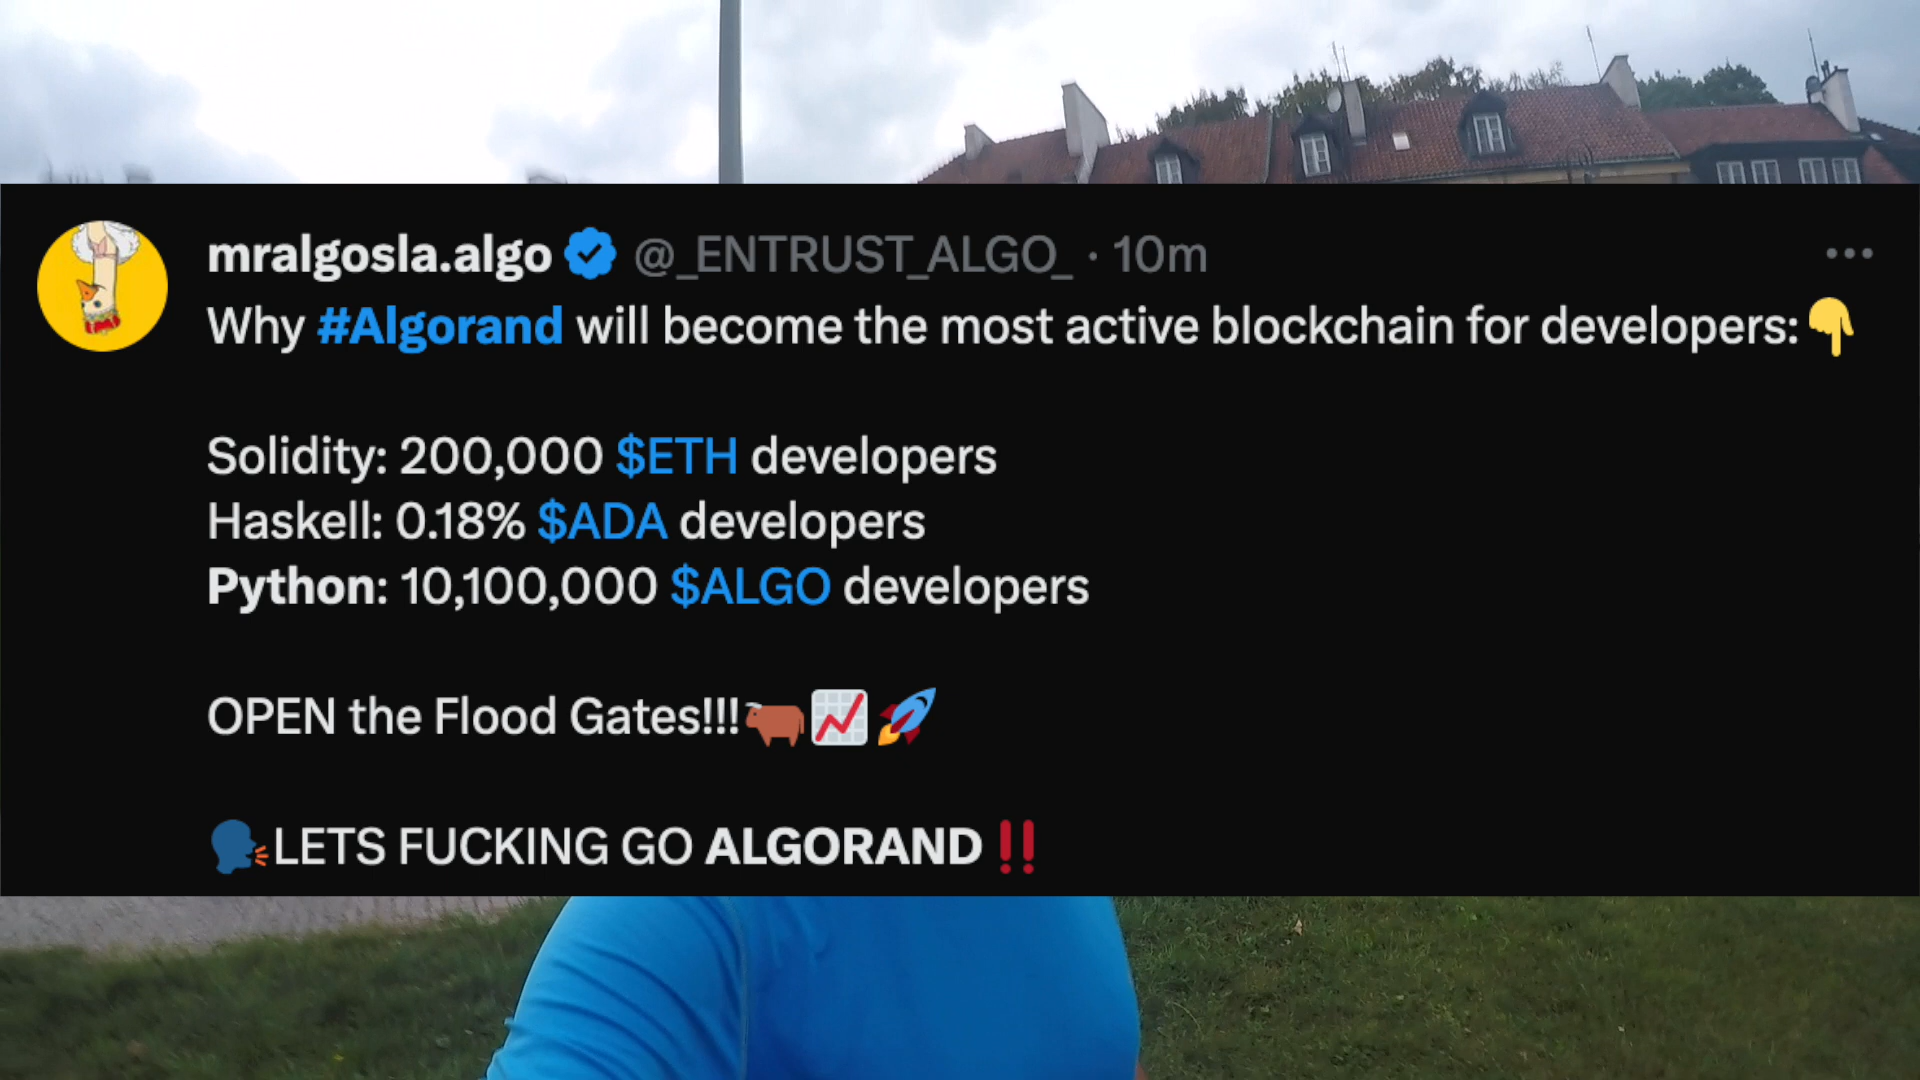 mralgosla.algo @_ENTRUST_ALGO_ · 10m
Why #Algorand will become the most active blockchain for developers:👇
Solidity: 200,000 $ETH developers
Haskell: 0.18% $ADA developers
Python: 10,100,000 $ALGO developers
OPEN the Flood Gates!!!🐂📈🚀
🗣️LETS FUCKING GO ALGORAND‼️